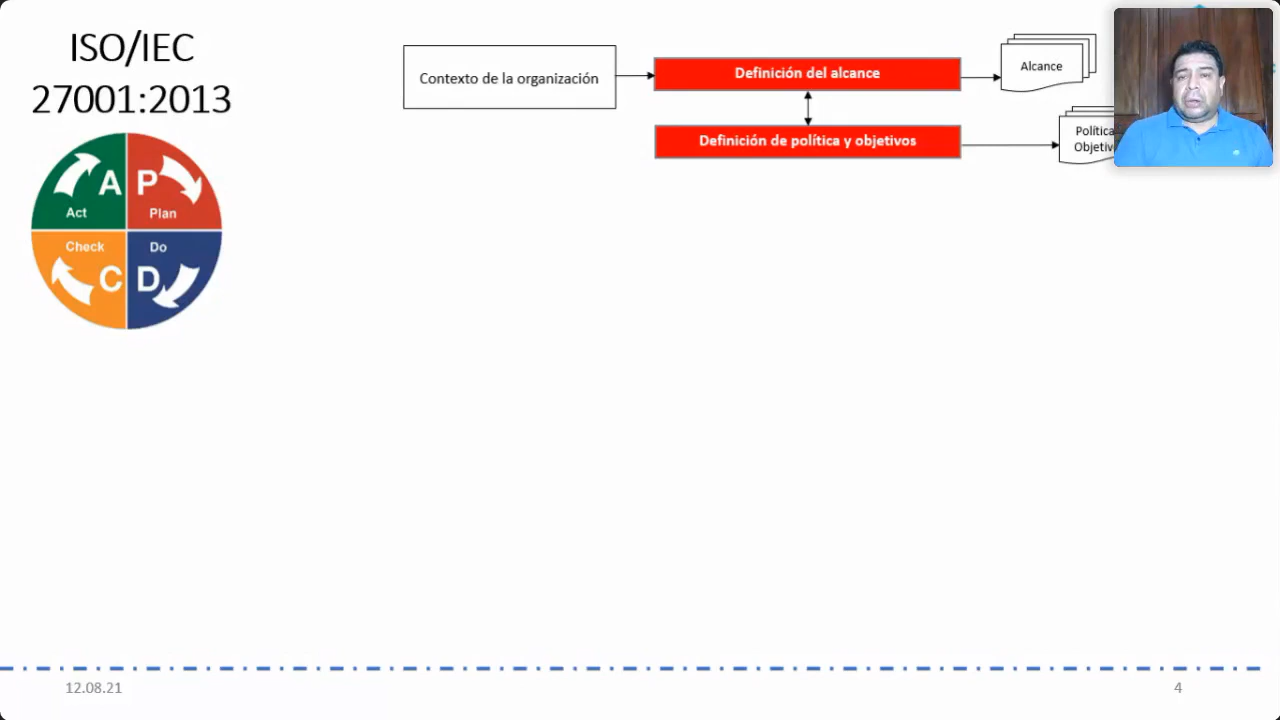 ISO/IEC
27001:2013
Contexto de la organización
Definición del alcance
Alcance
Definición de política y objetivos
Política
A
P
Act
Plan
Check
Do
C
D
12.08.21
4